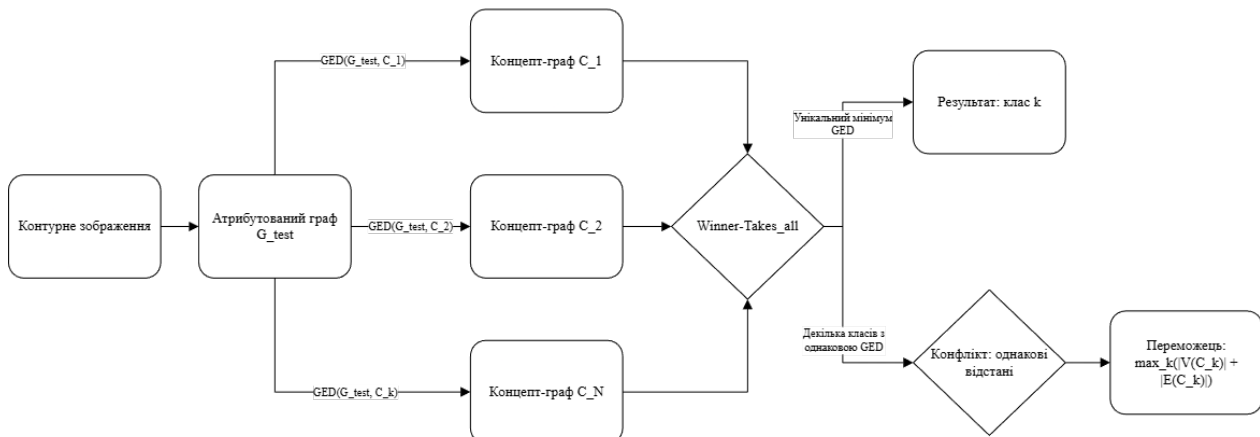 Контурне зображення
Атрибутований граф
G_test
GED(G_test, C_1)
GED(G_test, C_2)
GED(G_test, C_k)
Концепт-граф C_1
Концепт-граф C_2
Концепт-граф C_N
Winner-Takes_all
Унікальний мінімум
GED
Результат: клас k
Декілька класів з
однаковою GED
Конфлікт: однакові
відстані
Переможець:
max_k(|V(C_k)| +
|E(C_k)|)